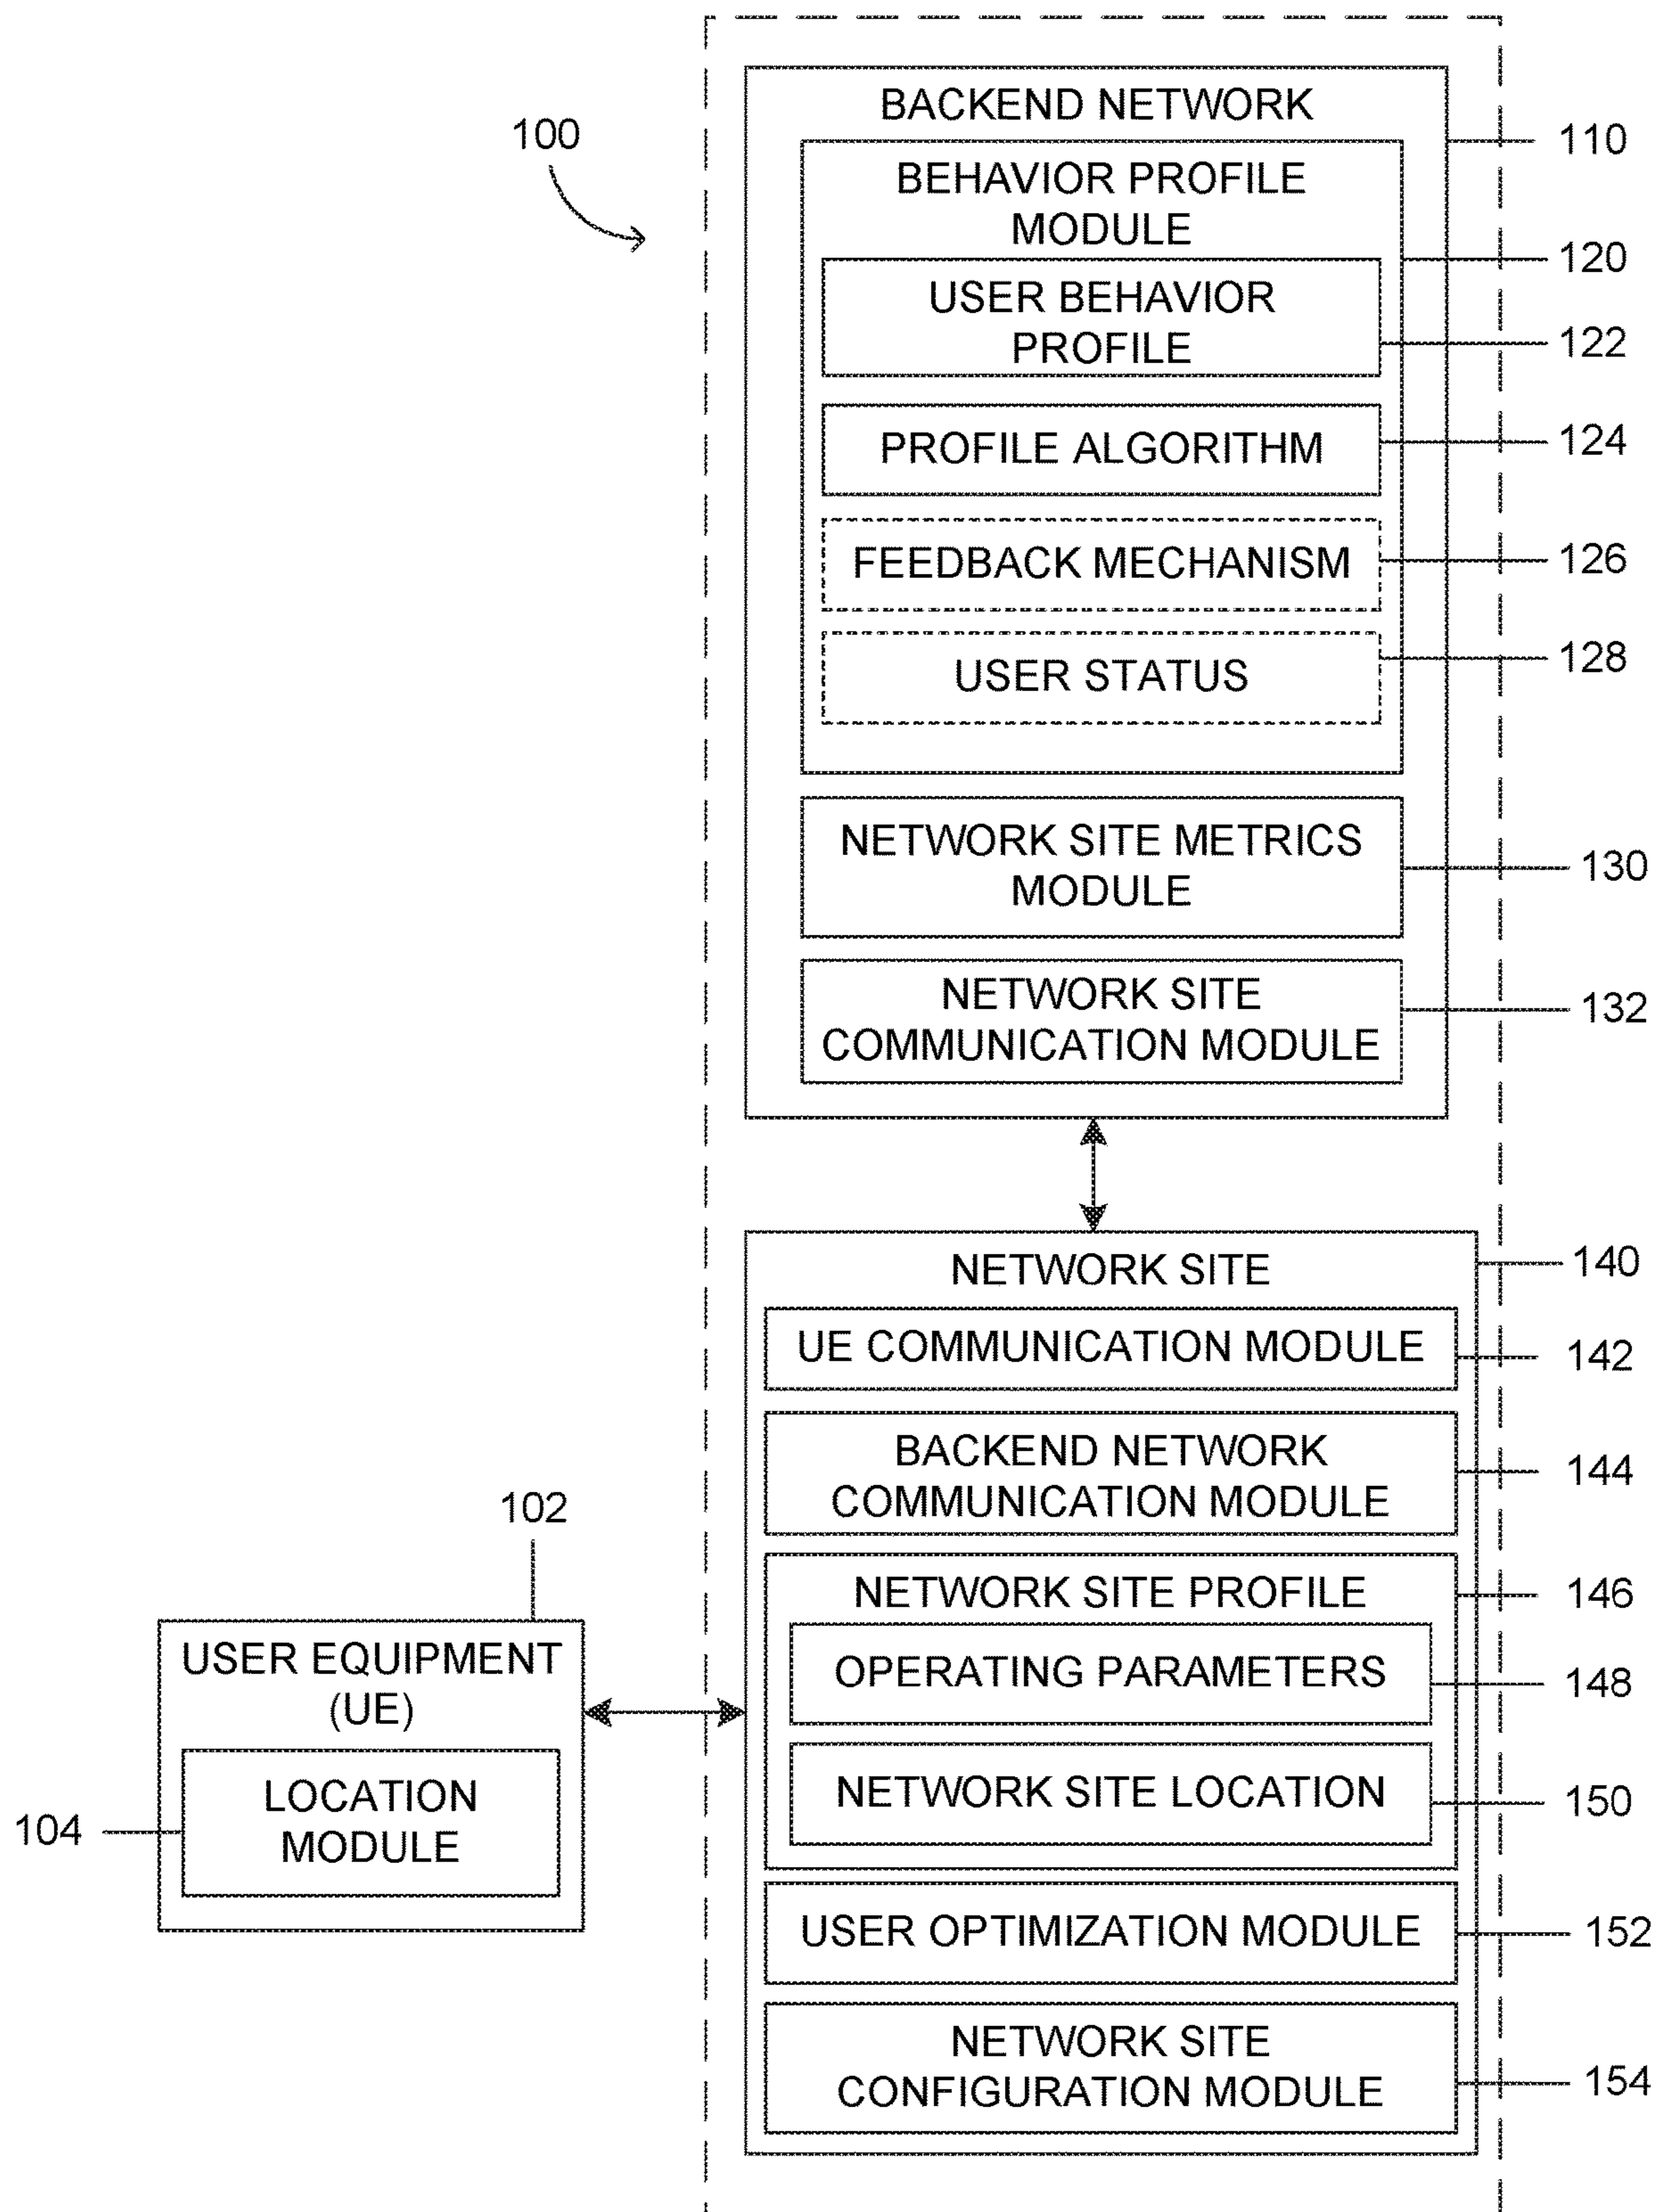 100
BACKEND NETWORK
110
BEHAVIOR PROFILE
MODULE
120
USER BEHAVIOR
PROFILE
122
PROFILE ALGORITHM
124
FEEDBACK MECHANISM
126
USER STATUS
128
NETWORK SITE METRICS
MODULE
130
NETWORK SITE
COMMUNICATION MODULE
132
NETWORK SITE
140
UE COMMUNICATION MODULE
142
BACKEND NETWORK
COMMUNICATION MODULE
144
NETWORK SITE PROFILE
146
OPERATING PARAMETERS
148
NETWORK SITE LOCATION
150
USER OPTIMIZATION MODULE
152
NETWORK SITE
CONFIGURATION MODULE
154
102
USER EQUIPMENT
(UE)
LOCATION
MODULE
104